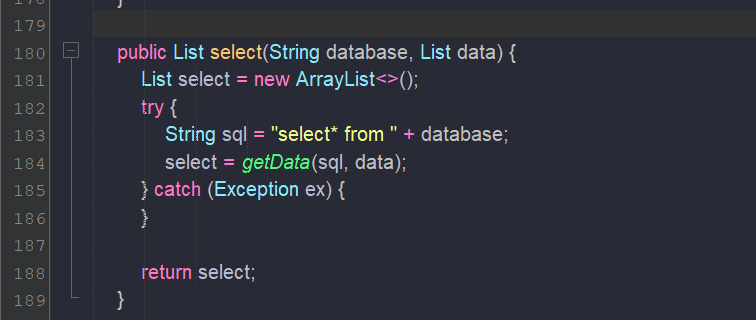 178 }
179
180 public List select(String database, List data) {
181 List select = new ArrayList<>();
182 try {
183 String sql = "select* from " + database;
184 select = getData(sql, data);
185 } catch (Exception ex) {
186 }
187
188 return select;
189 }